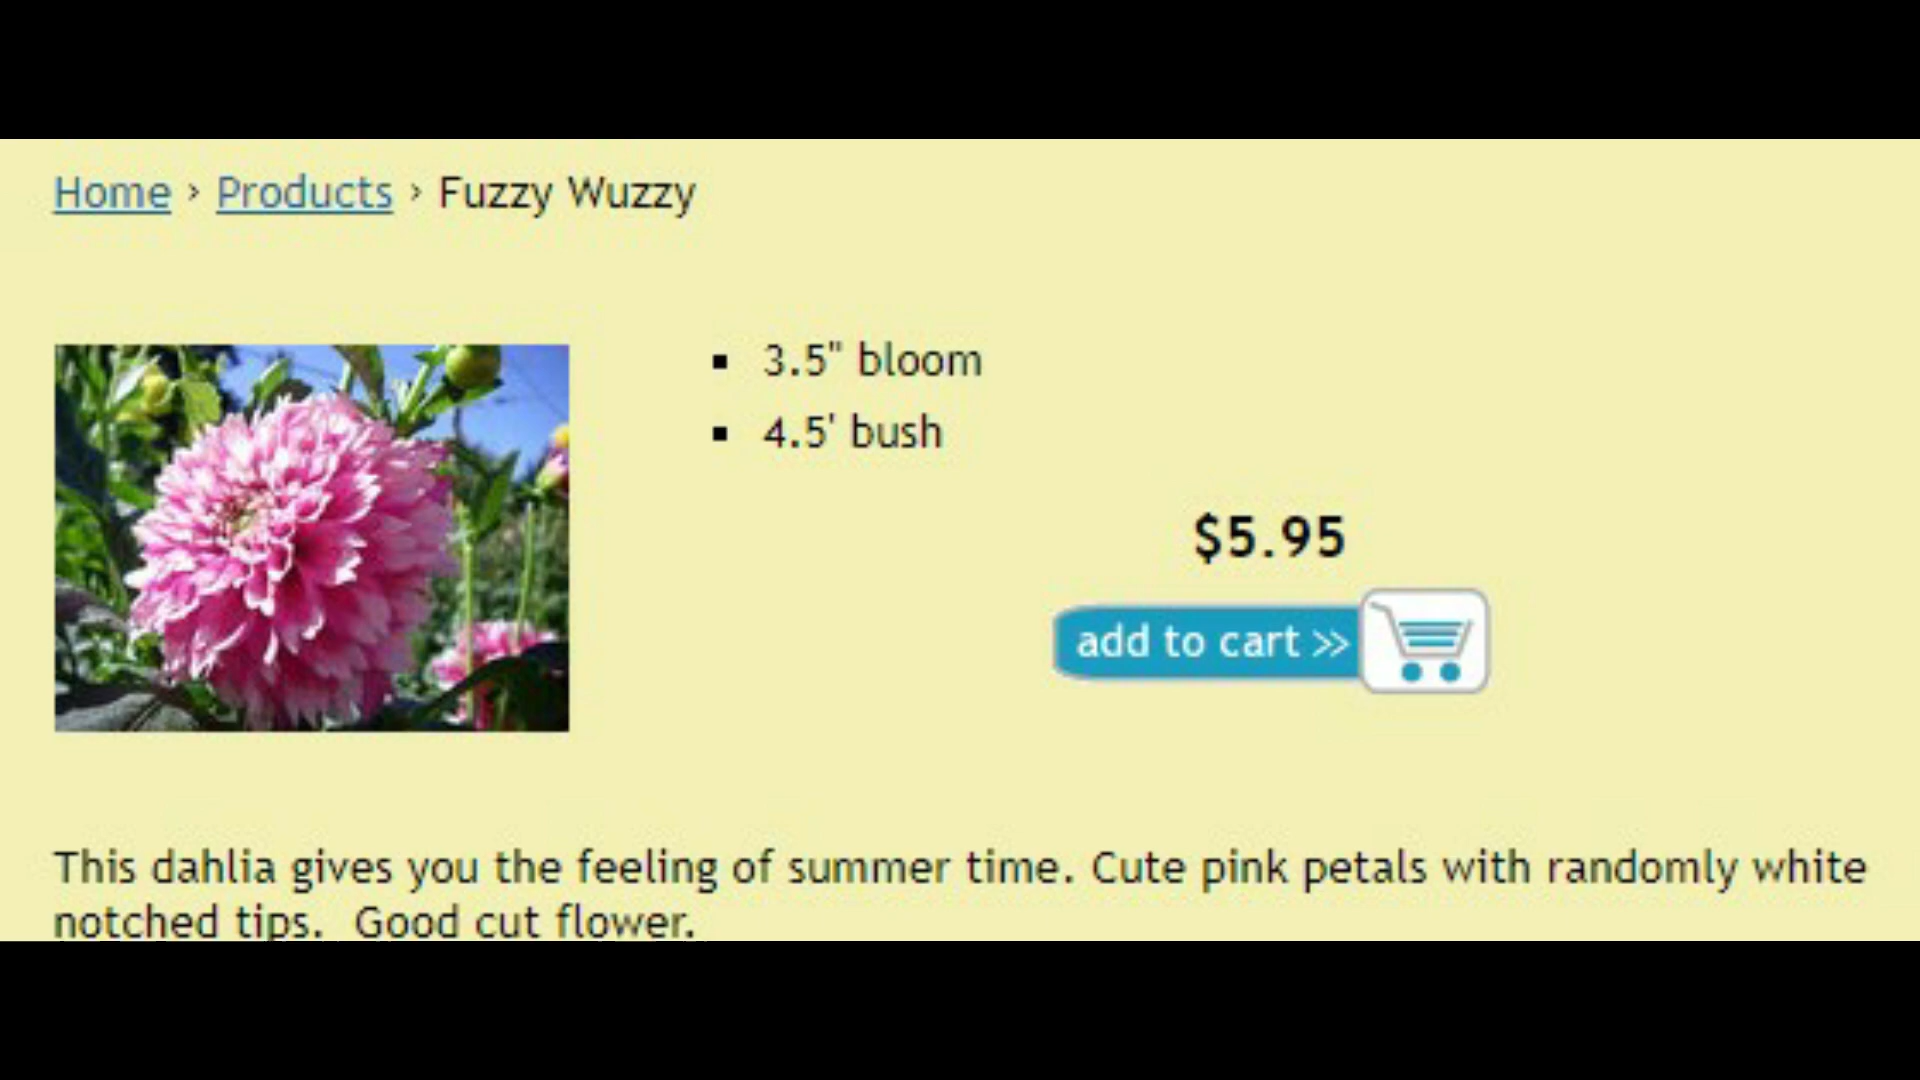 Home › Products › Fuzzy Wuzzy
3.5" bloom
4.5' bush
$5.95
add to cart >>
This dahlia gives you the feeling of summer time. Cute pink petals with randomly white
notched tips.  Good cut flower.